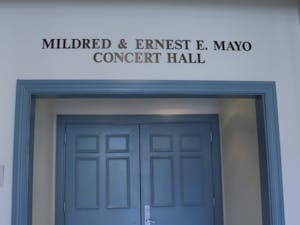 MILDRED & ERNEST E. MAYO
CONCERT HALL